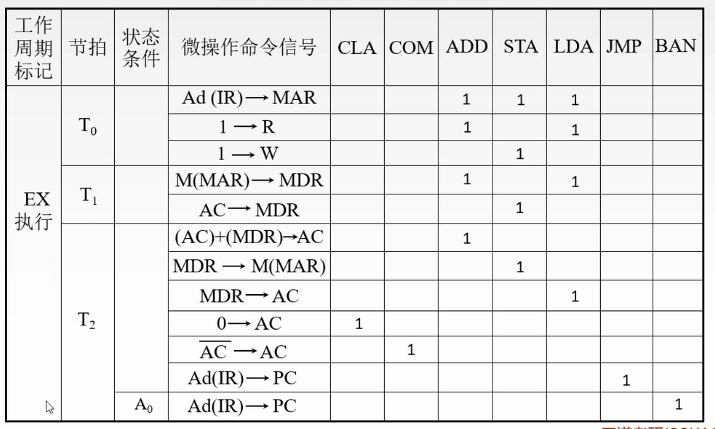 工作周期标记 节拍 状态条件 微操作命令信号 CLA COM ADD STA LDA JMP BAN
EX 执行
T₀ Ad (IR) → MAR 1 1 1
1 → R 1 1
1 → W 1
T₁ M(MAR) → MDR 1 1
AC → MDR 1
T₂ (AC)+(MDR)→AC 1
MDR → M(MAR) 1
MDR → AC 1
0 → AC 1
A̅C̅ → AC 1
Ad(IR) → PC 1
A₀ Ad(IR) → PC 1